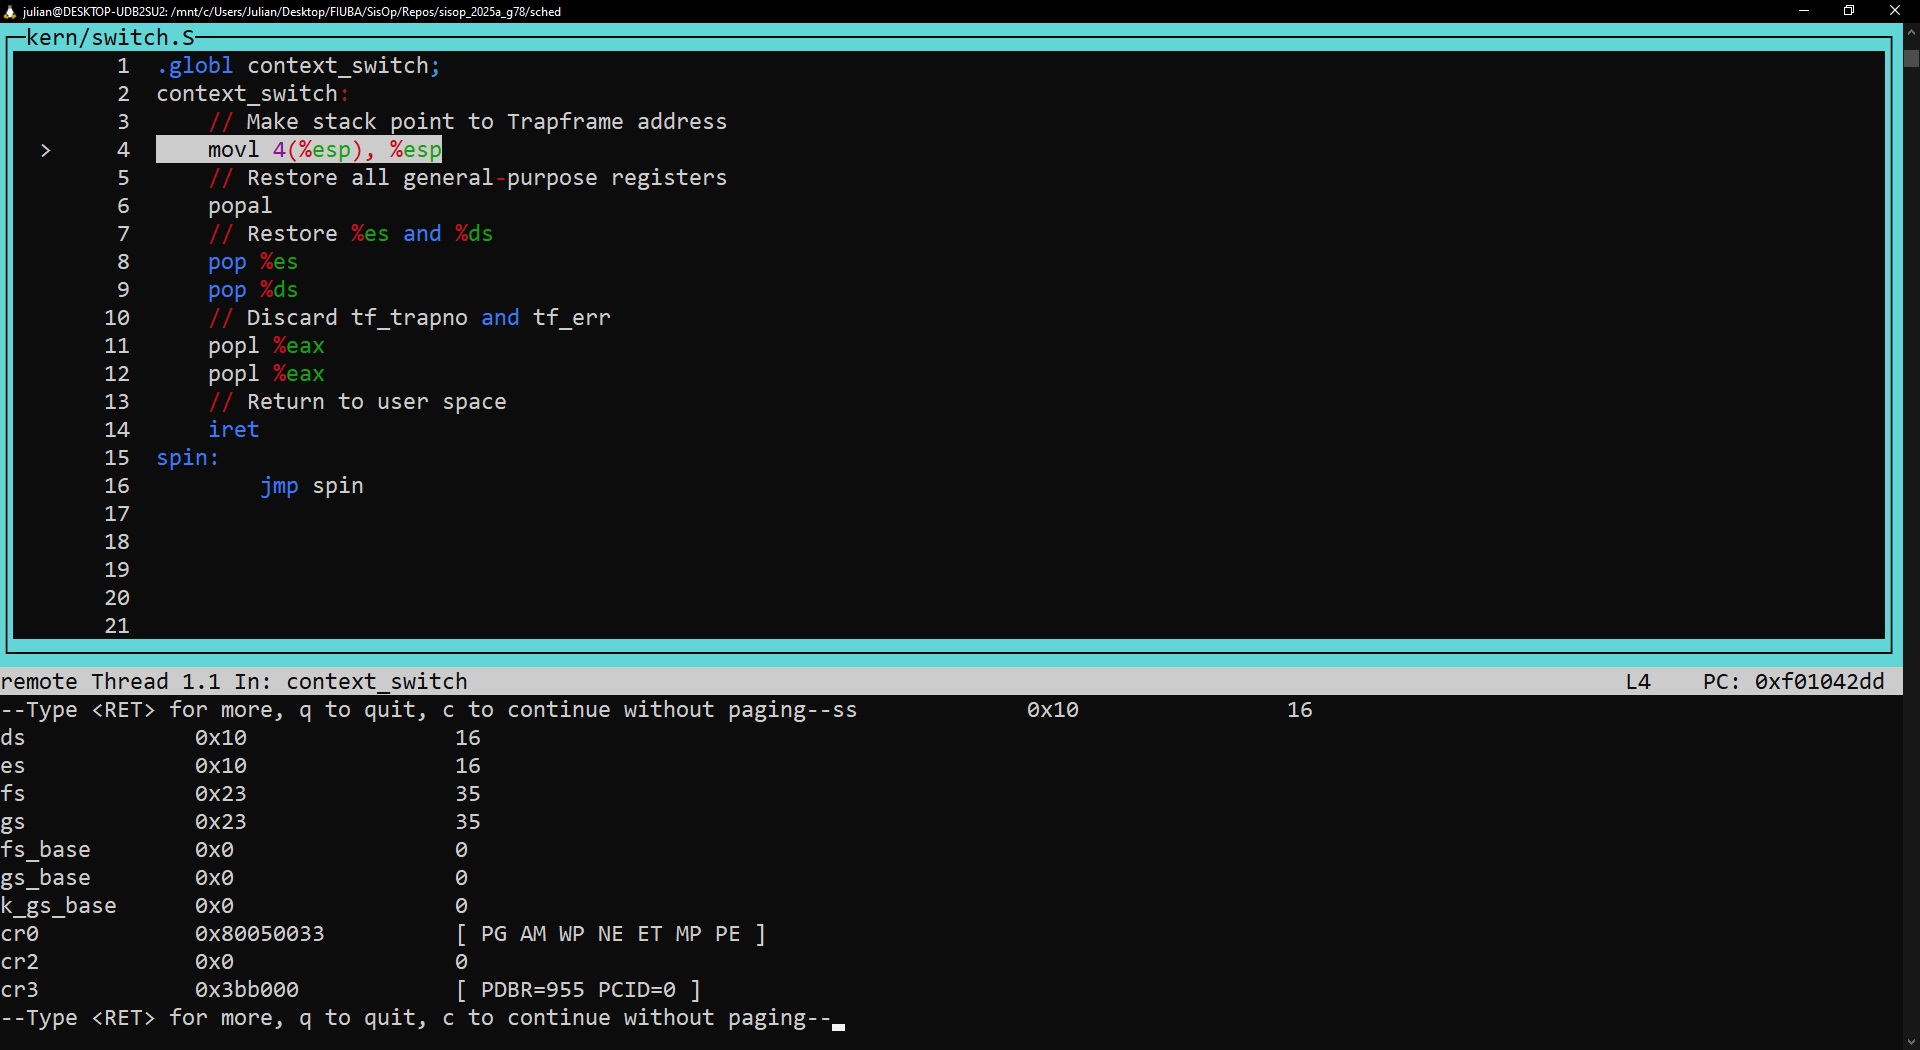 julian@DESKTOP-UDB2SU2: /mnt/c/Users/Julian/Desktop/FIUBA/SisOp/Repos/sisop_2025a_g78/sched
kern/switch.S
1 .globl context_switch;
2 context_switch:
3 // Make stack point to Trapframe address
> 4 movl 4(%esp), %esp
5 // Restore all general-purpose registers
6 popal
7 // Restore %es and %ds
8 pop %es
9 pop %ds
10 // Discard tf_trapno and tf_err
11 popl %eax
12 popl %eax
13 // Return to user space
14 iret
15 spin:
16 jmp spin
17
18
19
20
21
remote Thread 1.1 In: context_switch L4 PC: 0xf01042dd
--Type <RET> for more, q to quit, c to continue without paging--ss 0x10 16
ds 0x10 16
es 0x10 16
fs 0x23 35
gs 0x23 35
fs_base 0x0 0
gs_base 0x0 0
k_gs_base 0x0 0
cr0 0x80050033 [ PG AM WP NE ET MP PE ]
cr2 0x0 0
cr3 0x3bb000 [ PDBR=955 PCID=0 ]
--Type <RET> for more, q to quit, c to continue without paging--